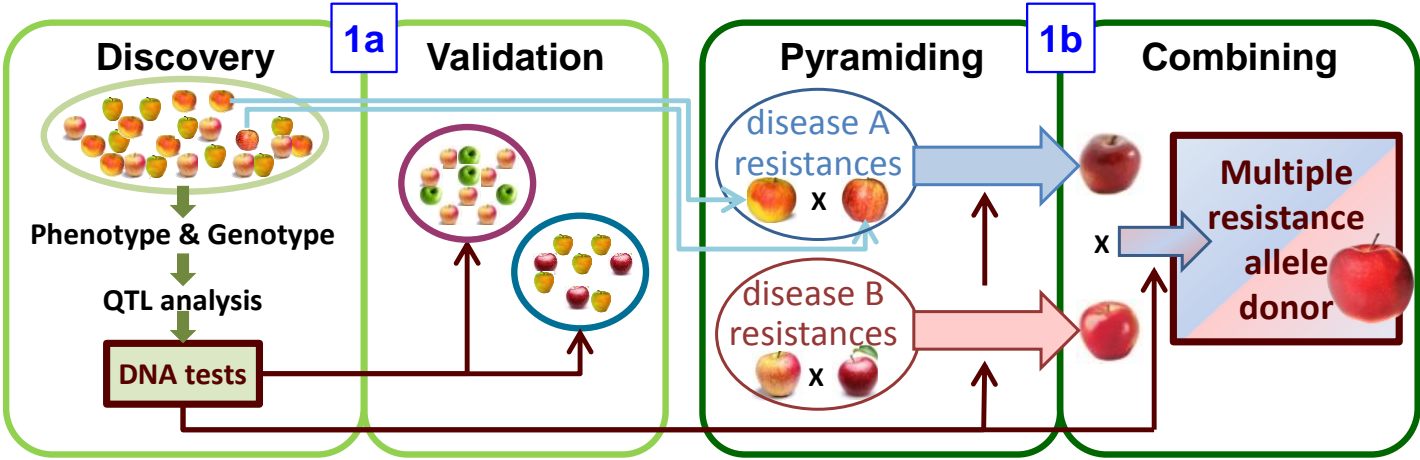 1a
1b
Discovery
Validation
Pyramiding
Combining
Phenotype & Genotype
QTL analysis
DNA tests
disease A
resistances
X
disease B
resistances
X
X
Multiple
resistance
allele
donor